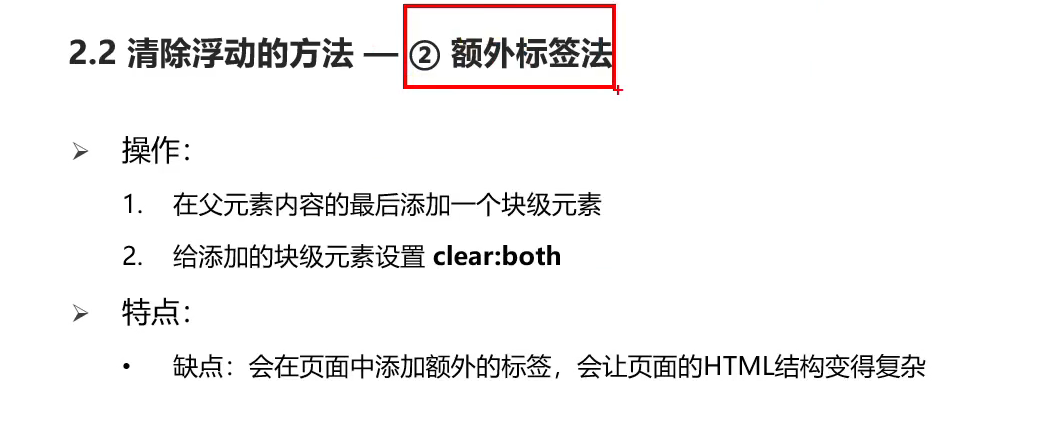 2.2 清除浮动的方法 — ② 额外标签法
➢ 操作：
1. 在父元素内容的最后添加一个块级元素
2. 给添加的块级元素设置 clear:both
➢ 特点：
• 缺点：会在页面中添加额外的标签，会让页面的HTML结构变得复杂